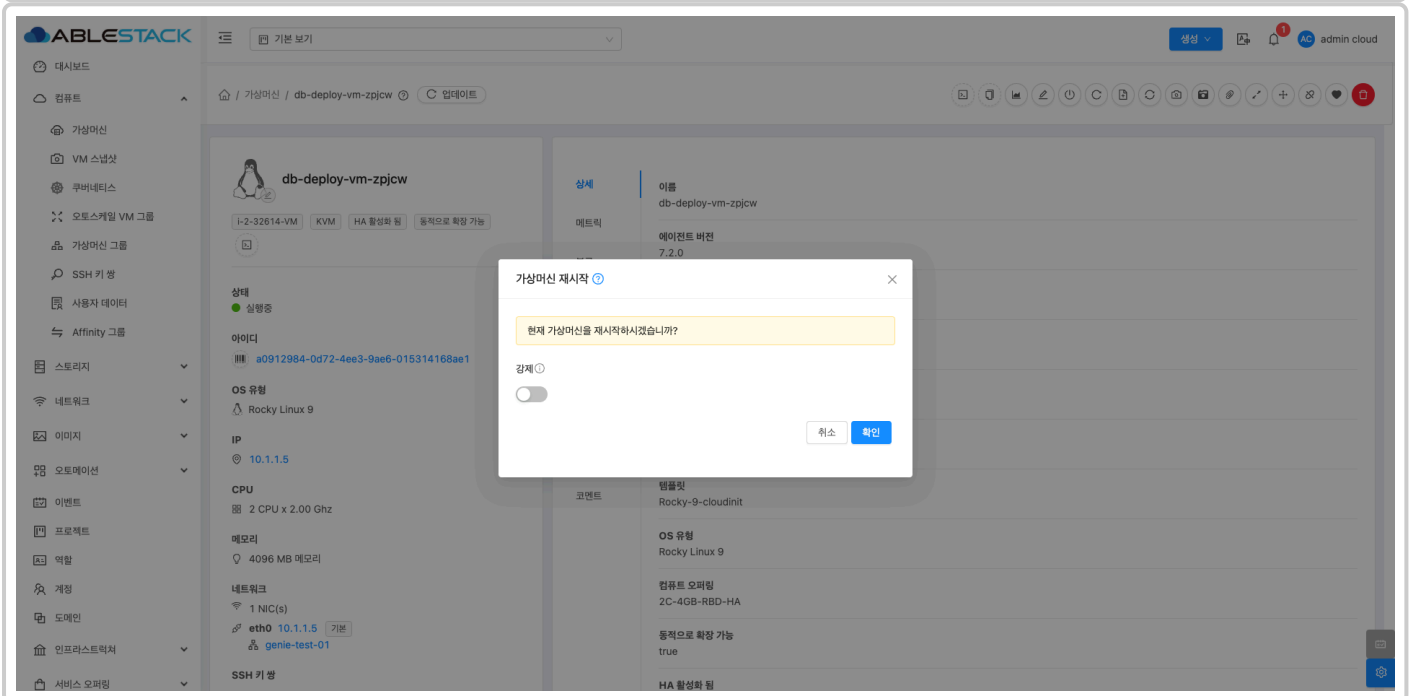 ABLESTACK
기본 보기
생성
1
AC
admin cloud
대시보드
컴퓨트
가상머신
VM 스냅샷
쿠버네티스
오토스케일 VM 그룹
가상머신 그룹
SSH 키 쌍
사용자 데이터
Affinity 그룹
스토리지
네트워크
이미지
오토메이션
이벤트
프로젝트
역할
계정
도메인
인프라스트럭쳐
서비스 오퍼링
/ 가상머신 / db-deploy-vm-zpjcw
업데이트
db-deploy-vm-zpjcw
i-2-32614-VM
KVM
HA 활성화 됨
동적으로 확장 가능
상태
실행중
아이디
a0912984-0d72-4ee3-9ae6-015314168ae1
OS 유형
Rocky Linux 9
IP
10.1.1.5
CPU
2 CPU x 2.00 Ghz
메모리
4096 MB 메모리
네트워크
1 NIC(s)
eth0 10.1.1.5 기본
genie-test-01
SSH 키 쌍
상세
메트릭
코멘트
이름
db-deploy-vm-zpjcw
에이전트 버전
7.2.0
가상머신 재시작
현재 가상머신을 재시작하시겠습니까?
강제
취소
확인
템플릿
Rocky-9-cloudinit
OS 유형
Rocky Linux 9
컴퓨트 오퍼링
2C-4GB-RBD-HA
동적으로 확장 가능
true
HA 활성화 됨